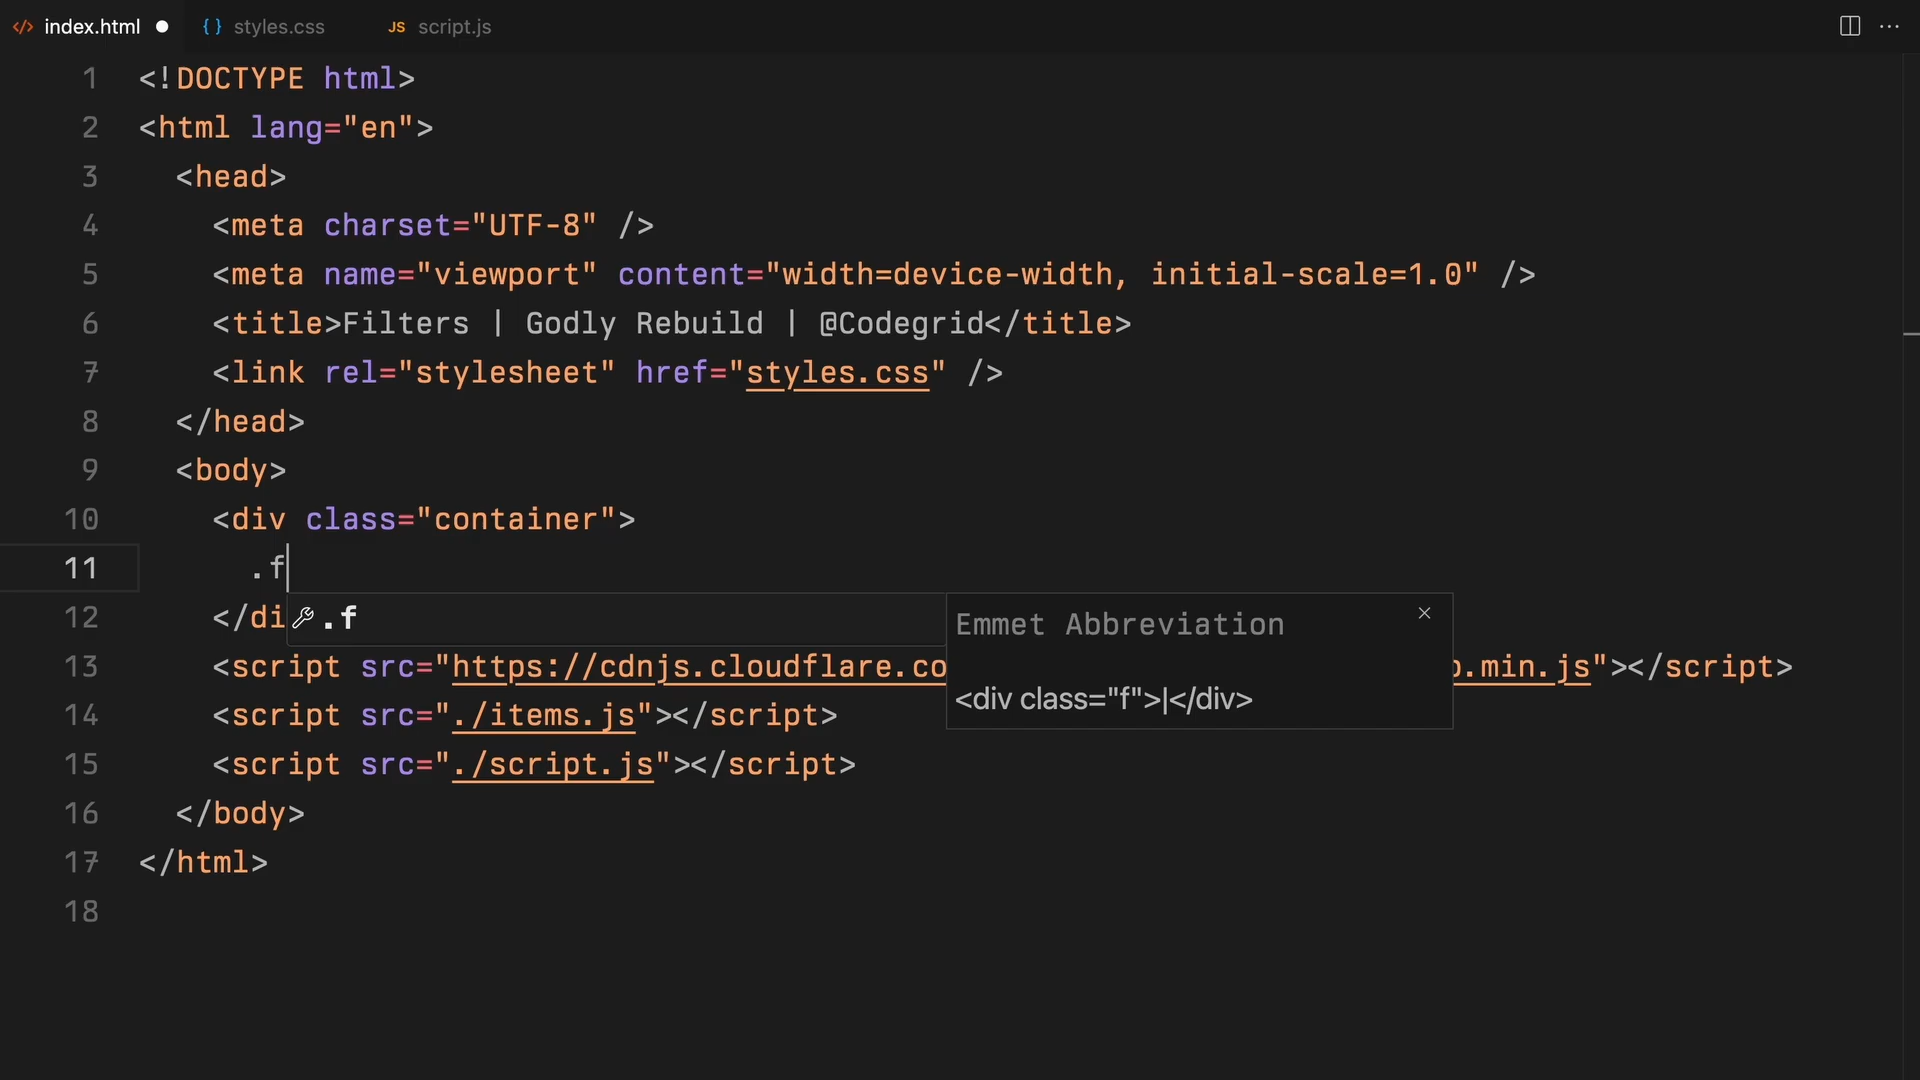 index.html styles.css JS script.js
1 <!DOCTYPE html>
2 <html lang="en">
3 <head>
4 <meta charset="UTF-8" />
5 <meta name="viewport" content="width=device-width, initial-scale=1.0" />
6 <title>Filters | Godly Rebuild | @Codegrid</title>
7 <link rel="stylesheet" href="styles.css" />
8 </head>
9 <body>
10 <div class="container">
11 .f
12 </di
.f
Emmet Abbreviation
<div class="f">|</div>
13 <script src="https://cdnjs.cloudflare.co .min.js"></script>
14 <script src="./items.js"></script>
15 <script src="./script.js"></script>
16 </body>
17 </html>
18